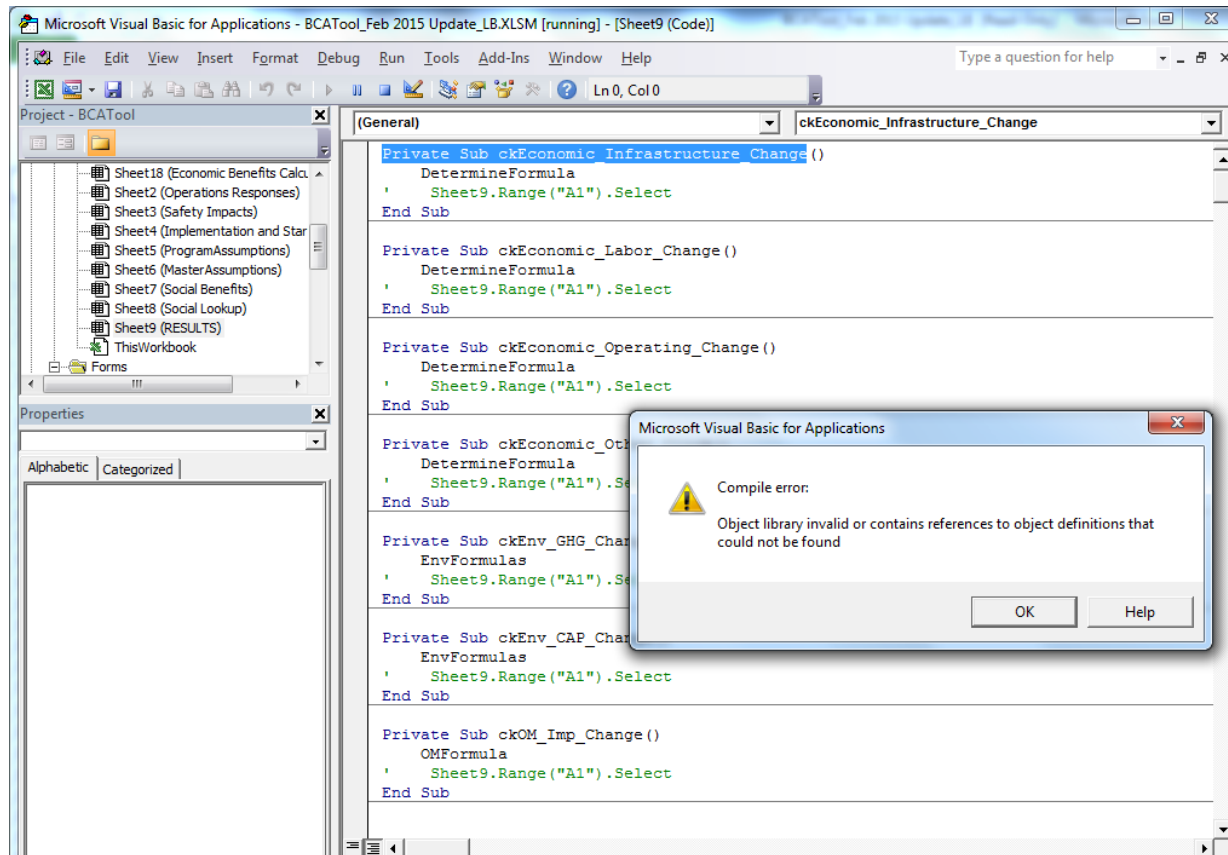 Microsoft Visual Basic for Applications - BCATool_Feb 2015 Update_LB.XLSM [running] - [Sheet9 (Code)]
File Edit View Insert Format Debug Run Tools Add-Ins Window Help
Type a question for help
Ln 0, Col 0
Project - BCATool
Sheet18 (Economic Benefits Calcu
Sheet2 (Operations Responses)
Sheet3 (Safety Impacts)
Sheet4 (Implementation and Star
Sheet5 (ProgramAssumptions)
Sheet6 (MasterAssumptions)
Sheet7 (Social Benefits)
Sheet8 (Social Lookup)
Sheet9 (RESULTS)
ThisWorkbook
Forms
Properties
Alphabetic Categorized
(General)
ckEconomic_Infrastructure_Change
Private Sub ckEconomic_Infrastructure_Change()
DetermineFormula
' Sheet9.Range("A1").Select
End Sub
Private Sub ckEconomic_Labor_Change()
DetermineFormula
' Sheet9.Range("A1").Select
End Sub
Private Sub ckEconomic_Operating_Change()
DetermineFormula
' Sheet9.Range("A1").Select
End Sub
Private Sub ckEconomic_Oth
DetermineFormula
' Sheet9.Range("A1").Se
End Sub
Private Sub ckEnv_GHG_Chan
EnvFormulas
' Sheet9.Range("A1").Se
End Sub
Private Sub ckEnv_CAP_Chan
EnvFormulas
' Sheet9.Range("A1").Select
End Sub
Private Sub ckOM_Imp_Change()
OMFormula
' Sheet9.Range("A1").Select
End Sub
Microsoft Visual Basic for Applications
Compile error:
Object library invalid or contains references to object definitions that
could not be found
OK
Help